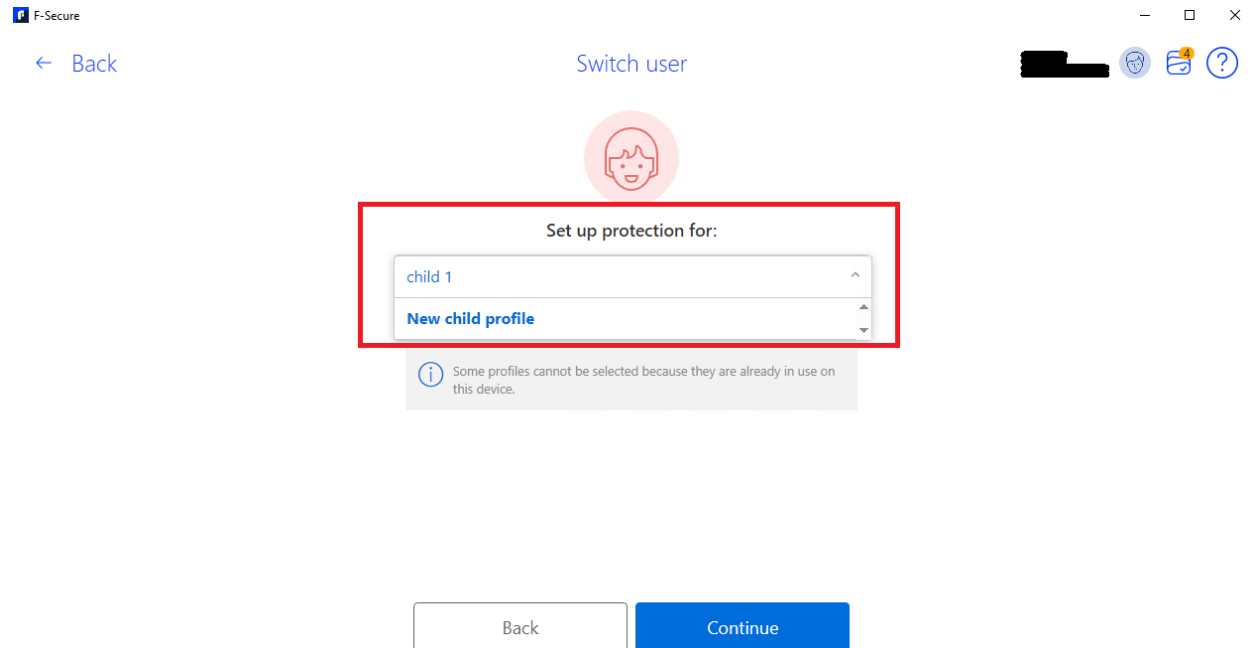 F-Secure
Back
Switch user
4
?
Set up protection for:
child 1
New child profile
Some profiles cannot be selected because they are already in use on
this device.
Back
Continue